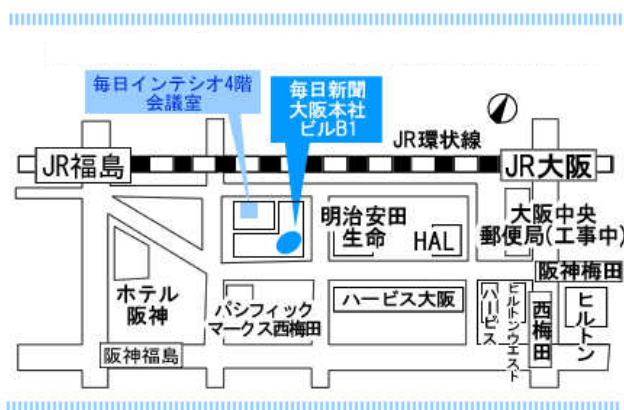 毎日インテシオ4階
会議室
毎日新聞
大阪本社
ビルB1
JR環状線
JR福島
JR大阪
明治安田
生命
HAL
大阪中央
郵便局(工事中)
阪神梅田
ホテル
阪神
パシフィック
マークス西梅田
ハービス大阪
ハービス
ヒルトンウエスト
西梅田
ヒルトン
阪神福島